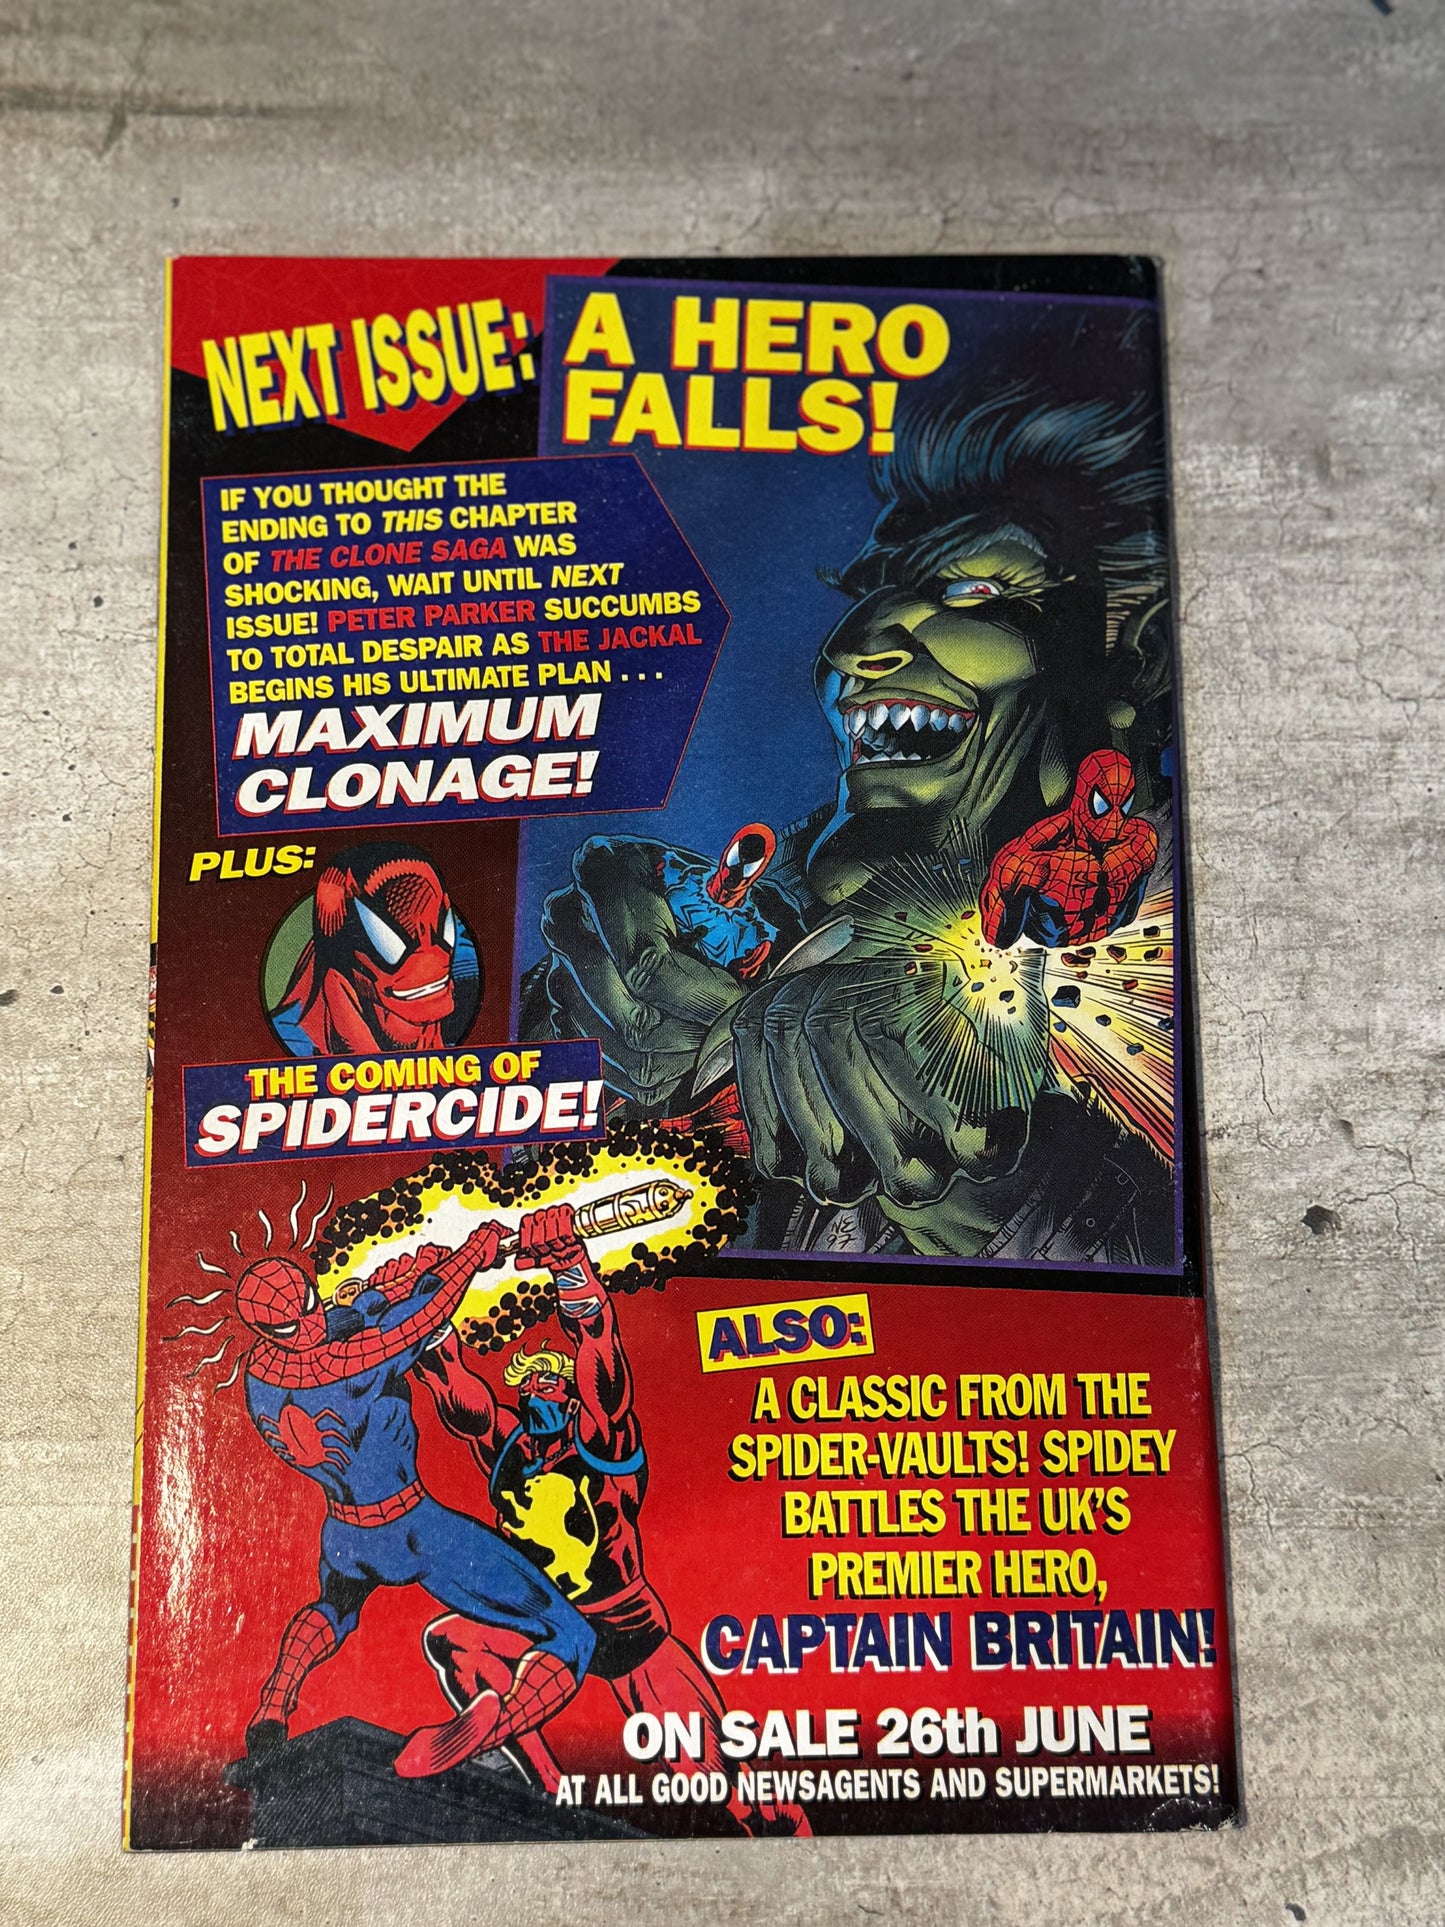 NEXT ISSUE:
A HERO
FALLS!
IF YOU THOUGHT THE
ENDING TO THIS CHAPTER
OF THE CLONE SAGA WAS
SHOCKING, WAIT UNTIL NEXT
ISSUE! PETER PARKER SUCCUMBS
TO TOTAL DESPAIR AS THE JACKAL
BEGINS HIS ULTIMATE PLAN . . .
MAXIMUM
CLONAGE!
PLUS:
THE COMING OF
SPIDERCIDE!
NE
97
ALSO:
A CLASSIC FROM THE
SPIDER-VAULTS! SPIDEY
BATTLES THE UK'S
PREMIER HERO,
CAPTAIN BRITAIN!
ON SALE 26th JUNE
AT ALL GOOD NEWSAGENTS AND SUPERMARKETS!